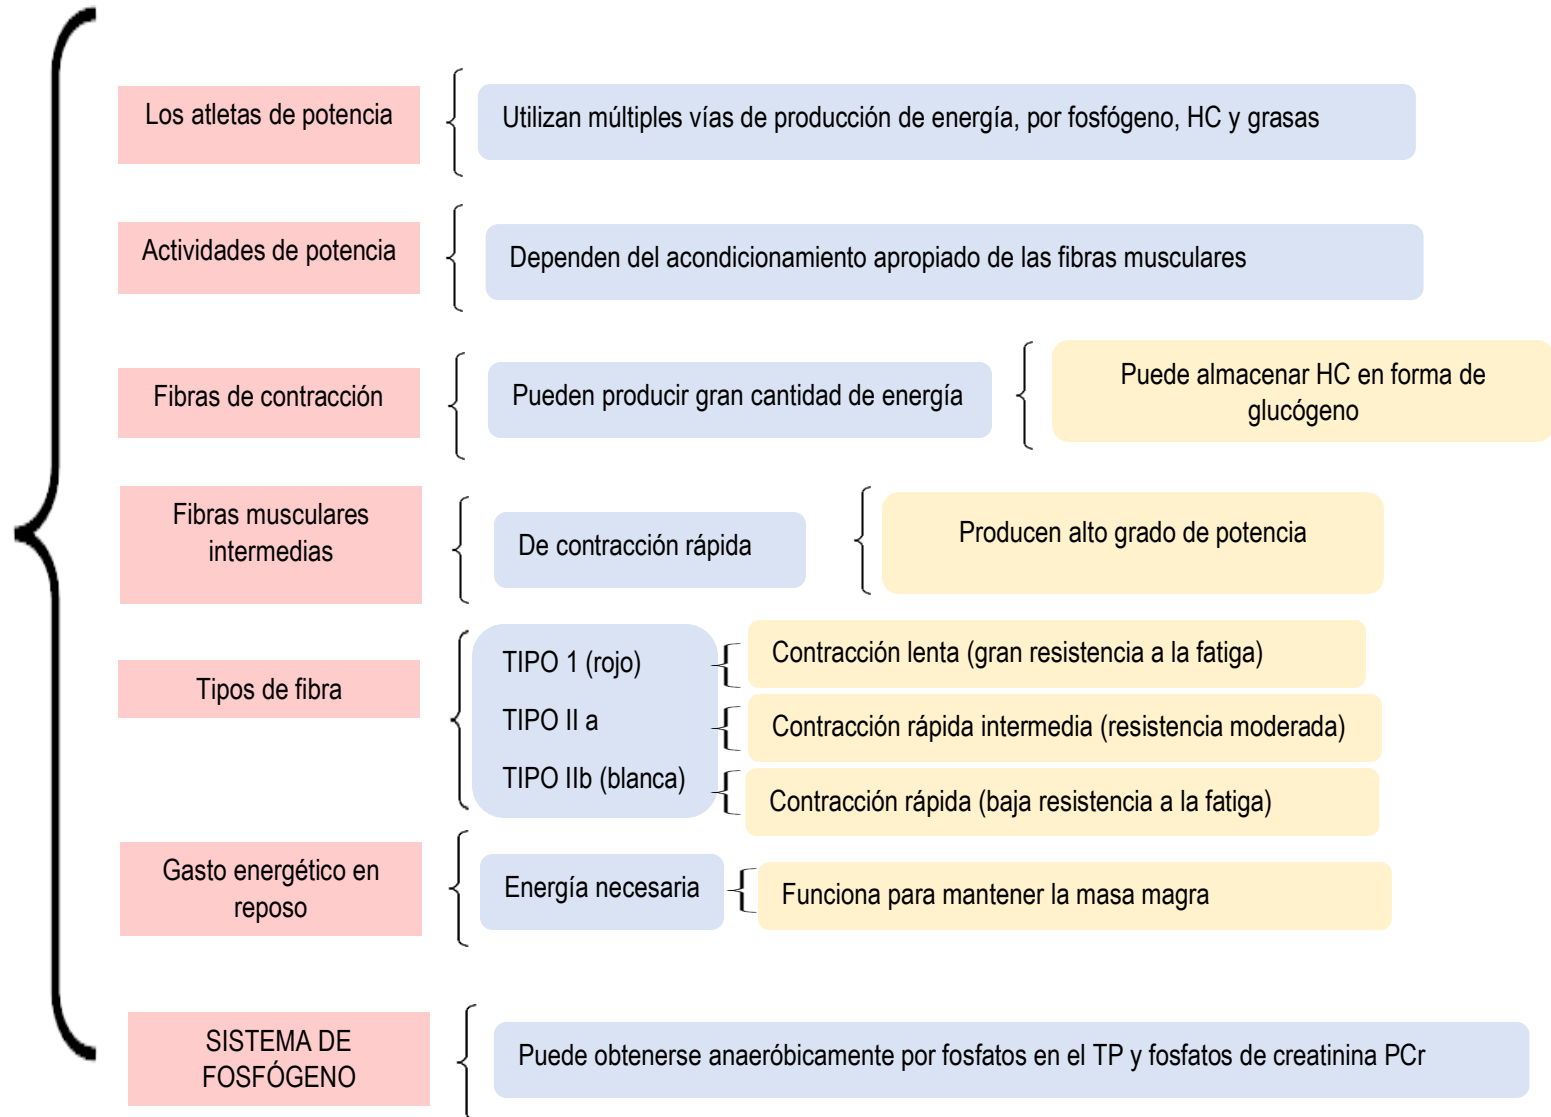 Los atletas de potencia
Utilizan múltiples vías de producción de energía, por fosfógeno, HC y grasas
Actividades de potencia
Dependen del acondicionamiento apropiado de las fibras musculares
Fibras de contracción
Pueden producir gran cantidad de energía
Puede almacenar HC en forma de
glucógeno
Fibras musculares
intermedias
De contracción rápida
Producen alto grado de potencia
Tipos de fibra
TIPO 1 (rojo)
Contracción lenta (gran resistencia a la fatiga)
TIPO II a
Contracción rápida intermedia (resistencia moderada)
TIPO IIb (blanca)
Contracción rápida (baja resistencia a la fatiga)
Gasto energético en
reposo
Energía necesaria
Funciona para mantener la masa magra
SISTEMA DE
FOSFÓGENO
Puede obtenerse anaeróbicamente por fosfatos en el TP y fosfatos de creatinina PCr